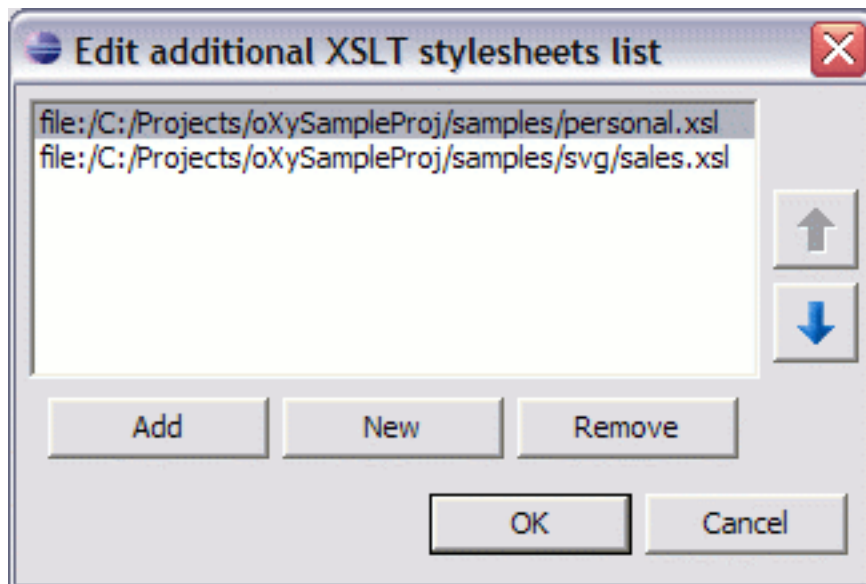 Edit additional XSLT stylesheets list
file:/C:/Projects/oXySampleProj/samples/personal.xsl
file:/C:/Projects/oXySampleProj/samples/svg/sales.xsl
Add New Remove
OK Cancel